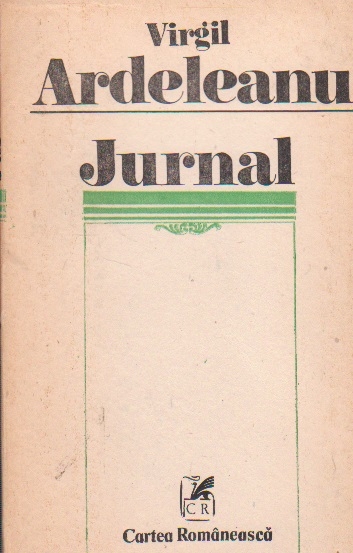 Virgil
Ardeleanu
Jurnal
CR
Cartea Românească